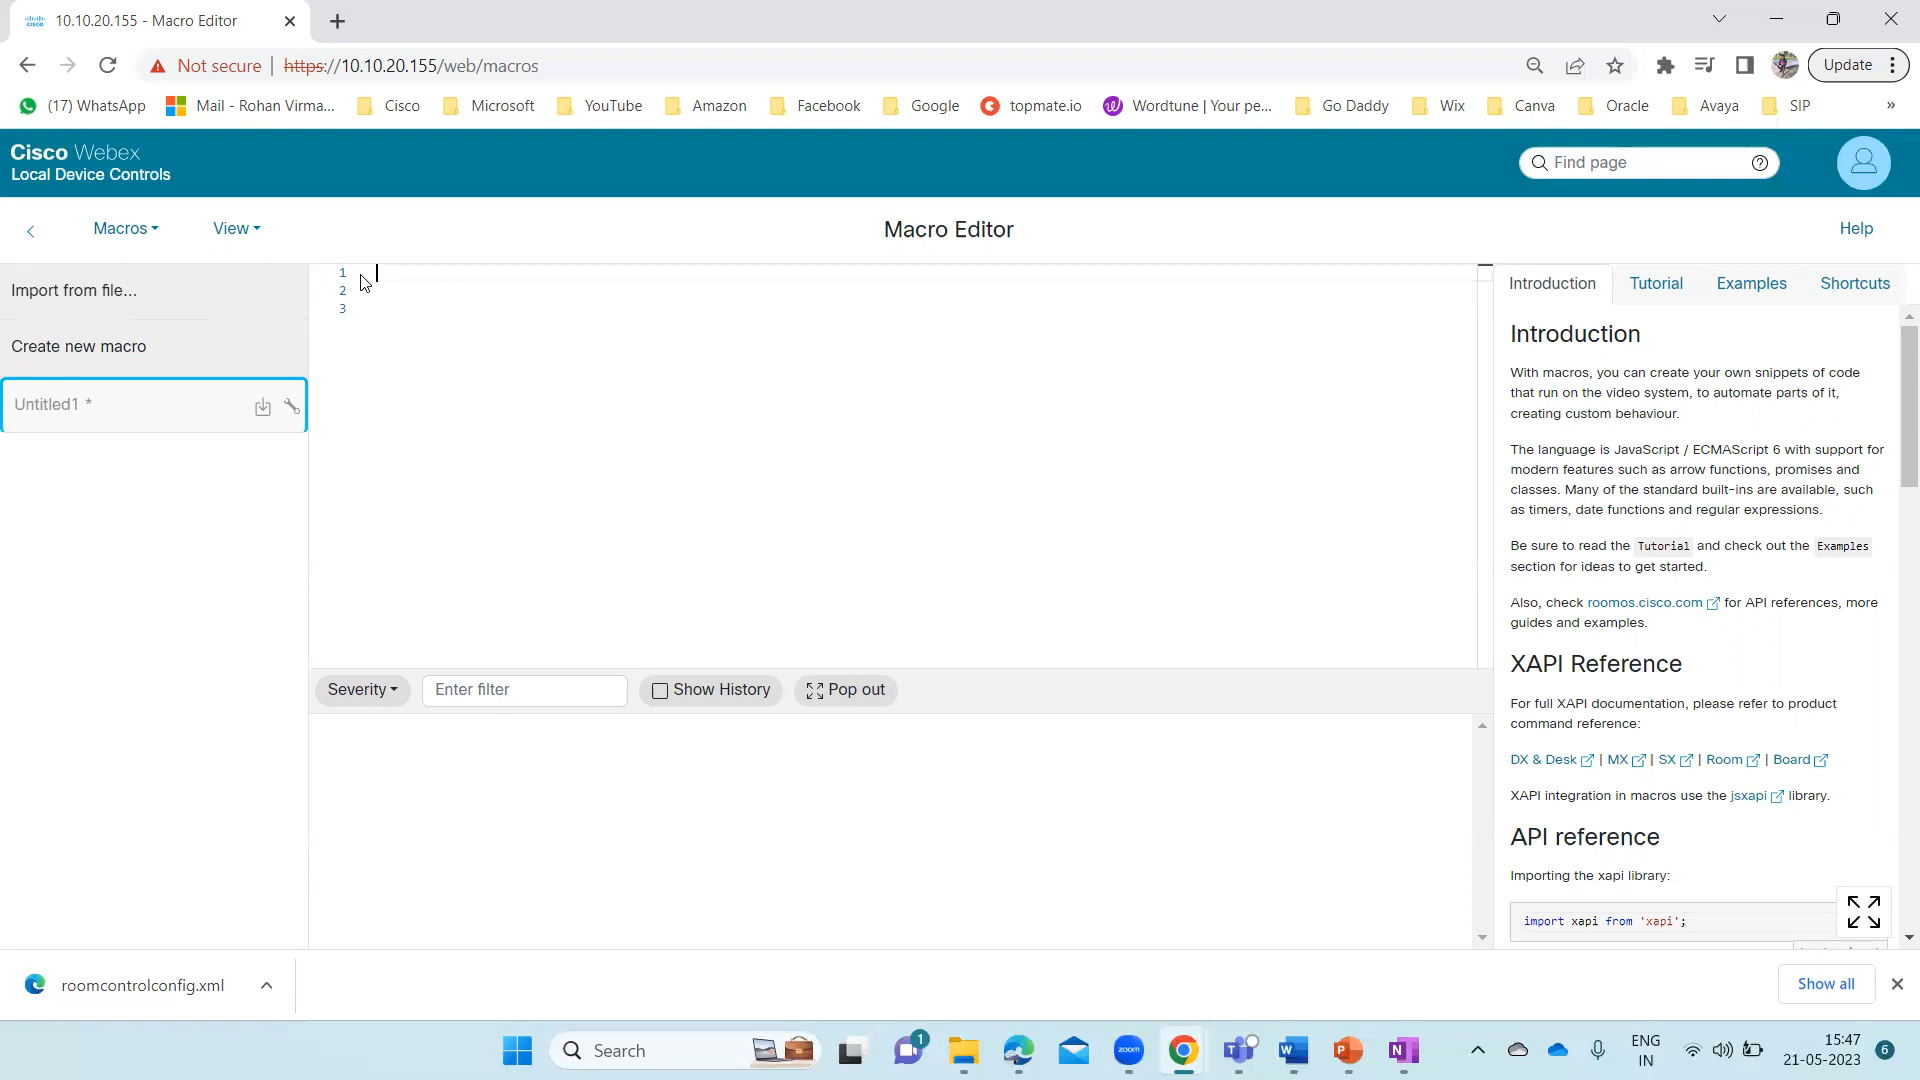 10.10.20.155 - Macro Editor
Not secure | https://10.10.20.155/web/macros
Update
(17) WhatsApp
Mail - Rohan Virma...
Cisco
Microsoft
YouTube
Amazon
Facebook
Google
topmate.io
Wordtune | Your pe...
Go Daddy
Wix
Canva
Oracle
Avaya
SIP
»
Cisco Webex
Local Device Controls
Find page
Macros
View
Macro Editor
Help
Import from file...
Create new macro
Untitled1 *
1
2
3
Severity
Enter filter
Show History
Pop out
Introduction
Tutorial
Examples
Shortcuts
Introduction
With macros, you can create your own snippets of code
that run on the video system, to automate parts of it,
creating custom behaviour.
The language is JavaScript / ECMAScript 6 with support for
modern features such as arrow functions, promises and
classes. Many of the standard built-ins are available, such
as timers, date functions and regular expressions.
Be sure to read the Tutorial and check out the Examples
section for ideas to get started.
Also, check roomos.cisco.com for API references, more
guides and examples.
XAPI Reference
For full XAPI documentation, please refer to product
command reference:
DX & Desk | MX | SX | Room | Board
XAPI integration in macros use the jsxapi library.
API reference
Importing the xapi library:
import xapi from 'xapi';
roomcontrolconfig.xml
Show all
Search
1
zoom
ENG
IN
15:47
21-05-2023
6